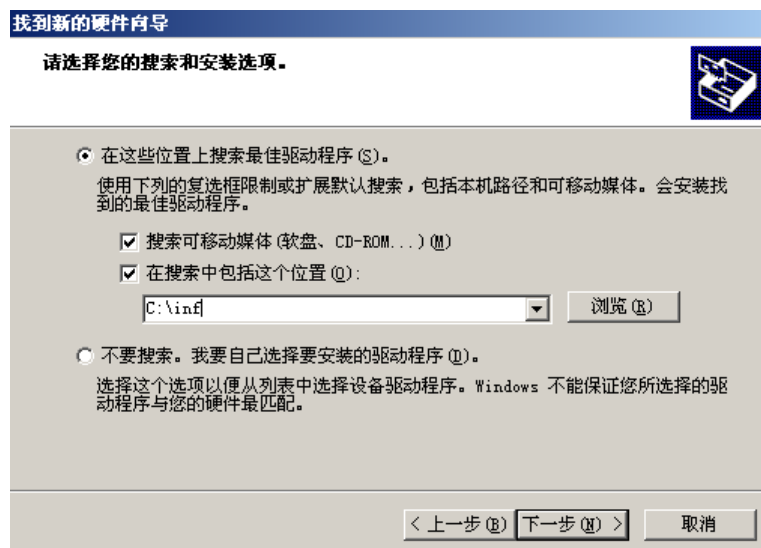 找到新的硬件向导
请选择您的搜索和安装选项。
在这些位置上搜索最佳驱动程序(S)。
使用下列的复选框限制或扩展默认搜索，包括本机路径和可移动媒体。会安装找
到的最佳驱动程序。
搜索可移动媒体(软盘、CD-ROM...)(M)
在搜索中包括这个位置(O):
C:\inf
浏览(R)
不要搜索。我要自己选择要安装的驱动程序(D)。
选择这个选项以便从列表中选择设备驱动程序。Windows 不能保证您所选择的驱
动程序与您的硬件最匹配。
< 上一步(B) 下一步(N) > 取消